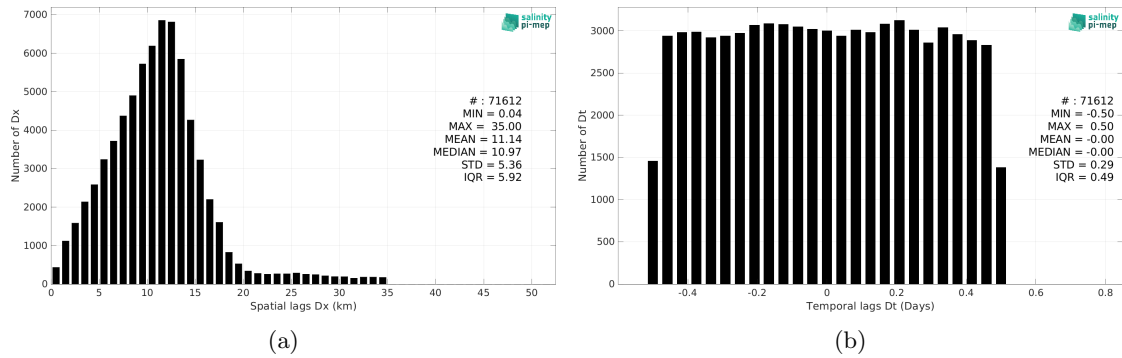 7000
6000
5000
4000
3000
2000
1000
0
Number of Dx
0 5 10 15 20 25 30 35 40 45 50
Spatial lags Dx (km)
salinity
pi-mep
# : 71612
MIN = 0.04
MAX = 35.00
MEAN = 11.14
MEDIAN = 10.97
STD = 5.36
IQR = 5.92
(a)
3000
2500
2000
1500
1000
500
0
Number of Dt
-0.4 -0.2 0 0.2 0.4 0.6 0.8
Temporal lags Dt (Days)
salinity
pi-mep
# : 71612
MIN = -0.50
MAX = 0.50
MEAN = -0.00
MEDIAN = -0.00
STD = 0.29
IQR = 0.49
(b)